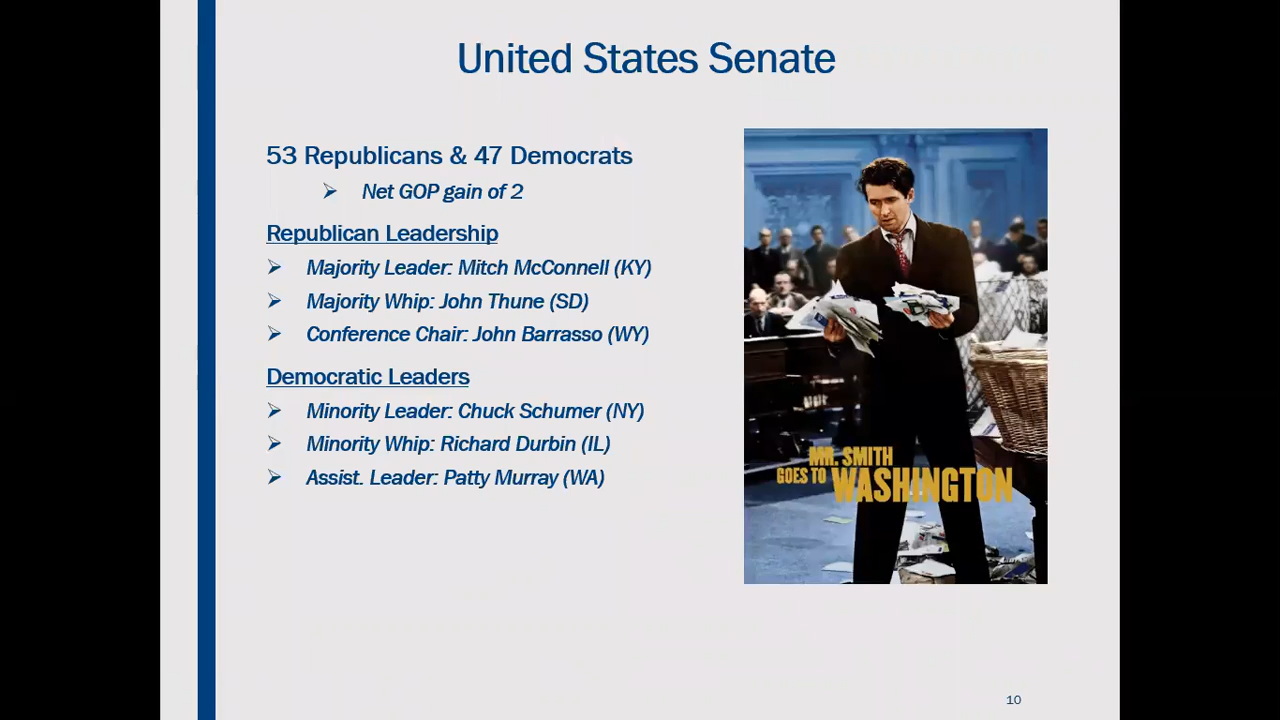 United States Senate
53 Republicans & 47 Democrats
➢ Net GOP gain of 2
Republican Leadership
➢ Majority Leader: Mitch McConnell (KY)
➢ Majority Whip: John Thune (SD)
➢ Conference Chair: John Barrasso (WY)
Democratic Leaders
➢ Minority Leader: Chuck Schumer (NY)
➢ Minority Whip: Richard Durbin (IL)
➢ Assist. Leader: Patty Murray (WA)
MR. SMITH
GOES TO WASHINGTON
10